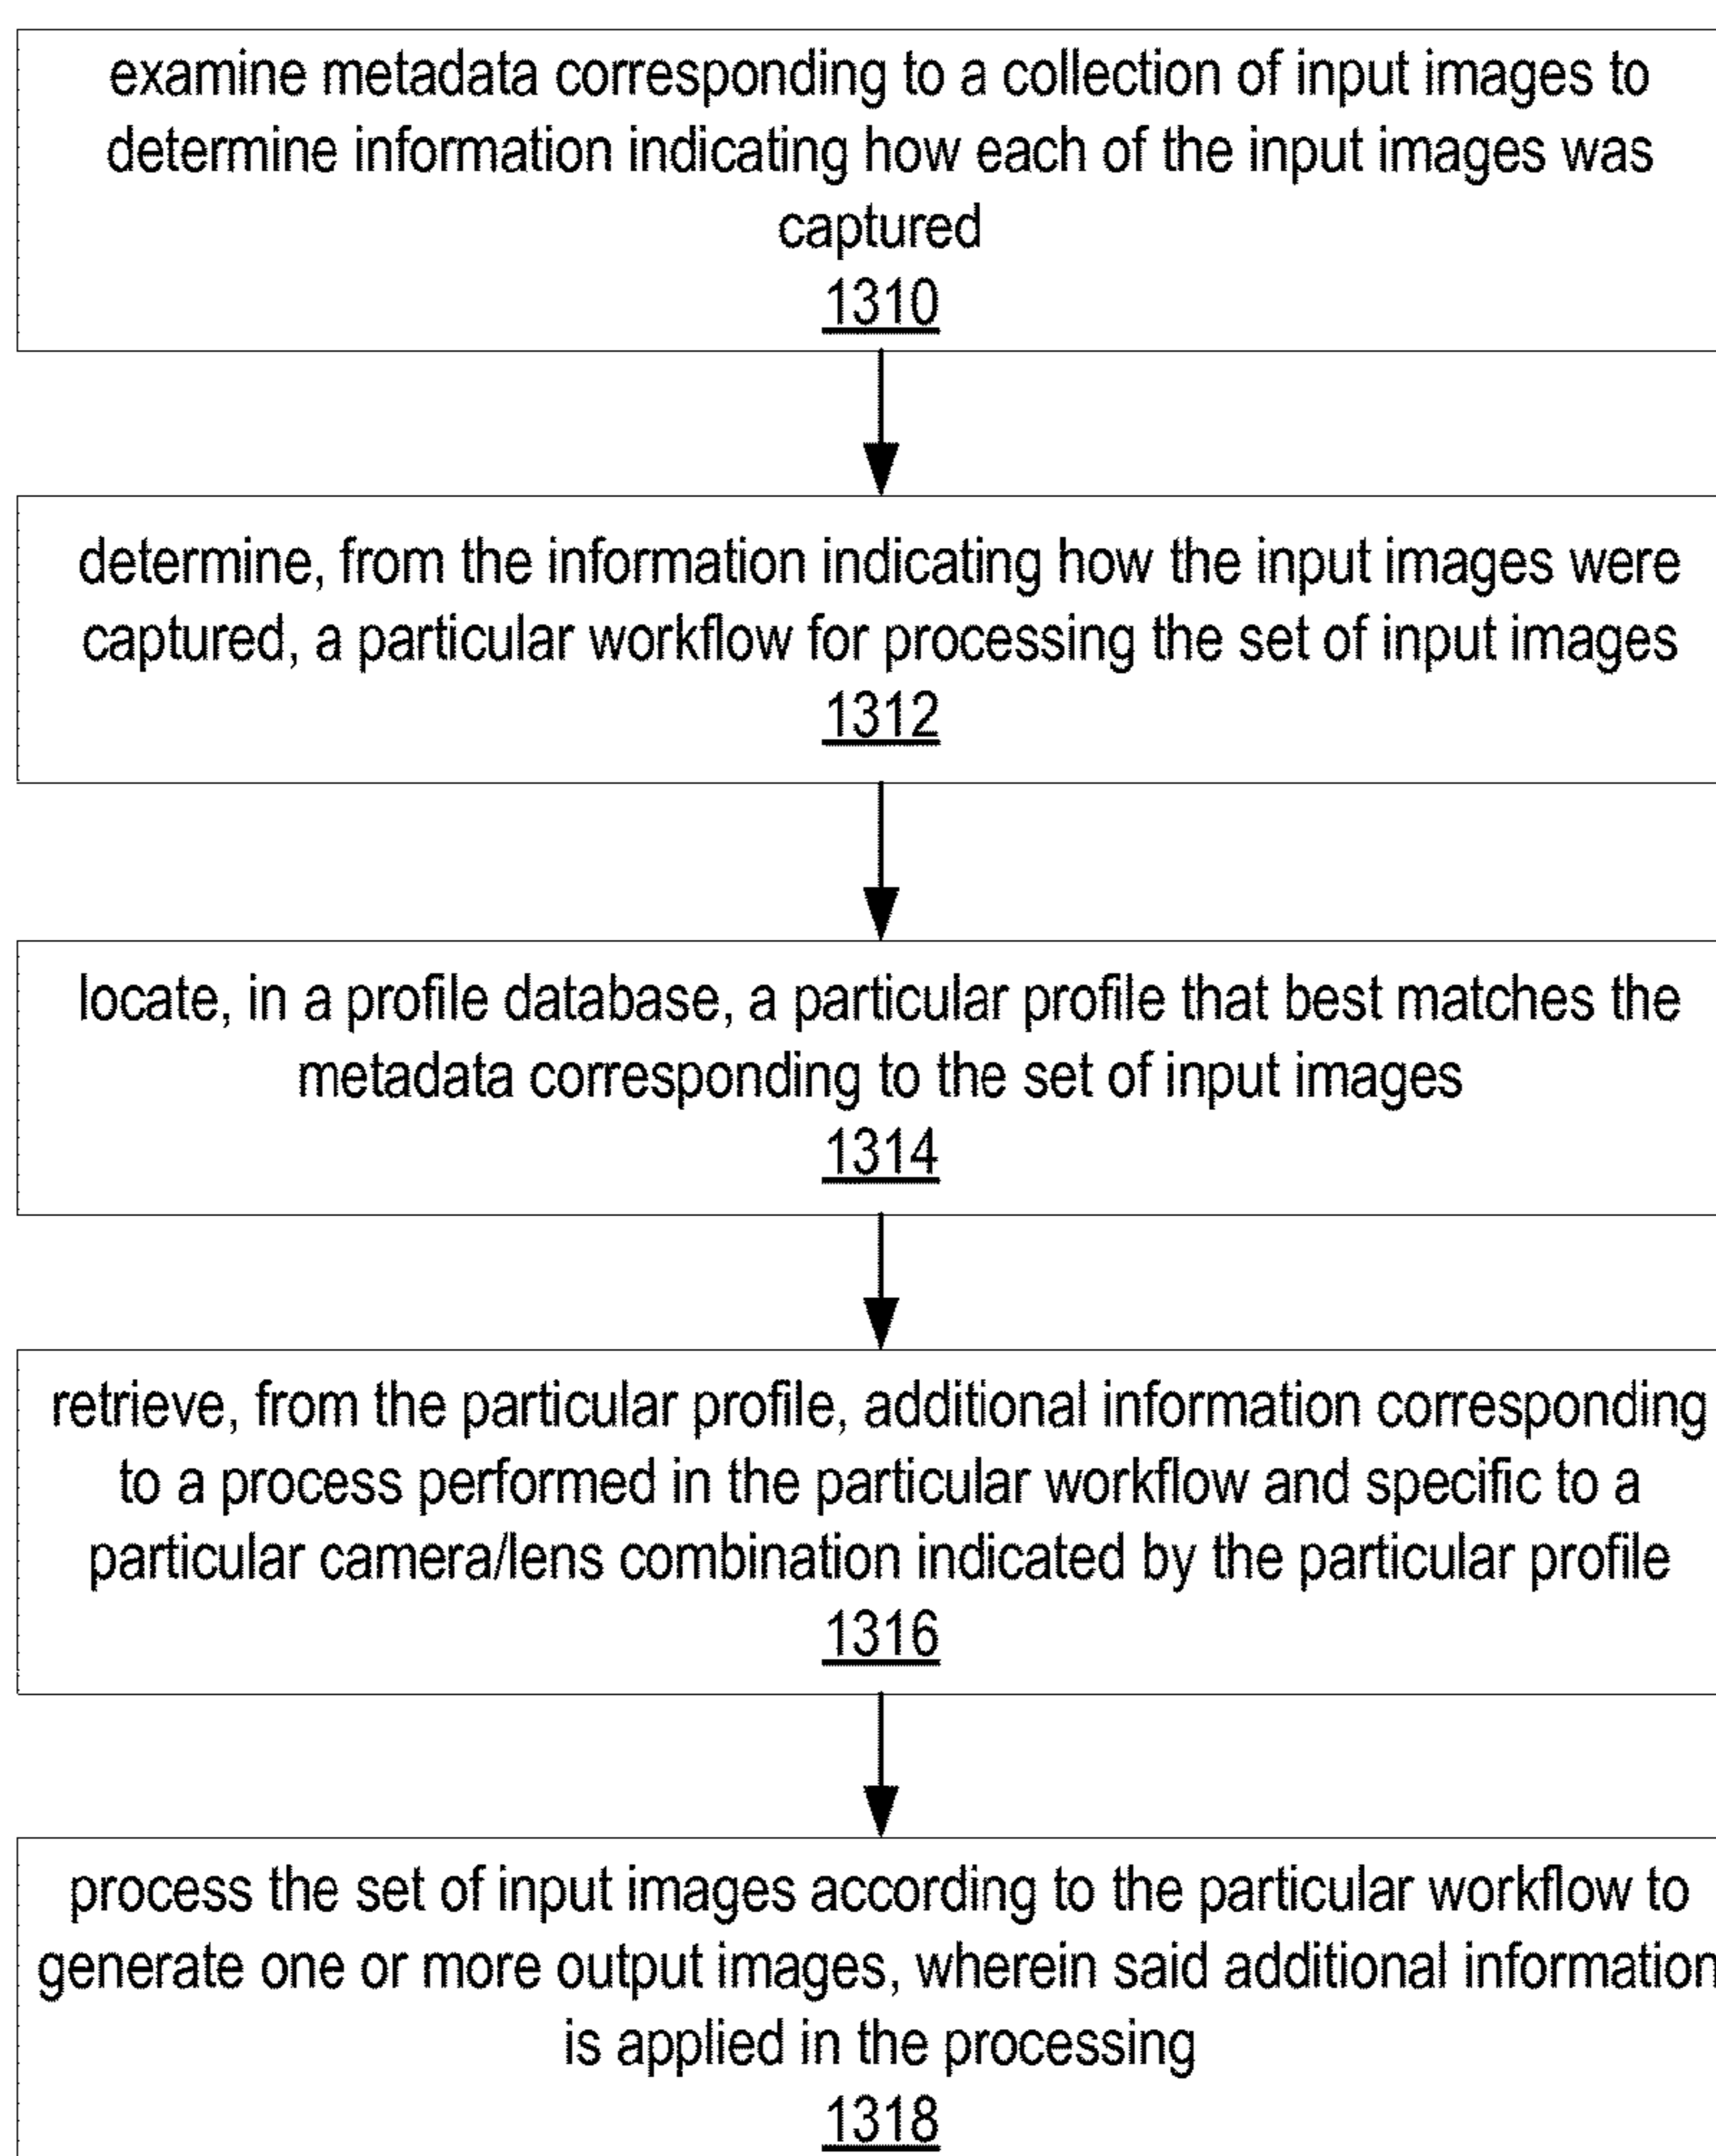 examine metadata corresponding to a collection of input images to
determine information indicating how each of the input images was
captured
1310
determine, from the information indicating how the input images were
captured, a particular workflow for processing the set of input images
1312
locate, in a profile database, a particular profile that best matches the
metadata corresponding to the set of input images
1314
retrieve, from the particular profile, additional information corresponding
to a process performed in the particular workflow and specific to a
particular camera/lens combination indicated by the particular profile
1316
process the set of input images according to the particular workflow to
generate one or more output images, wherein said additional information
is applied in the processing
1318